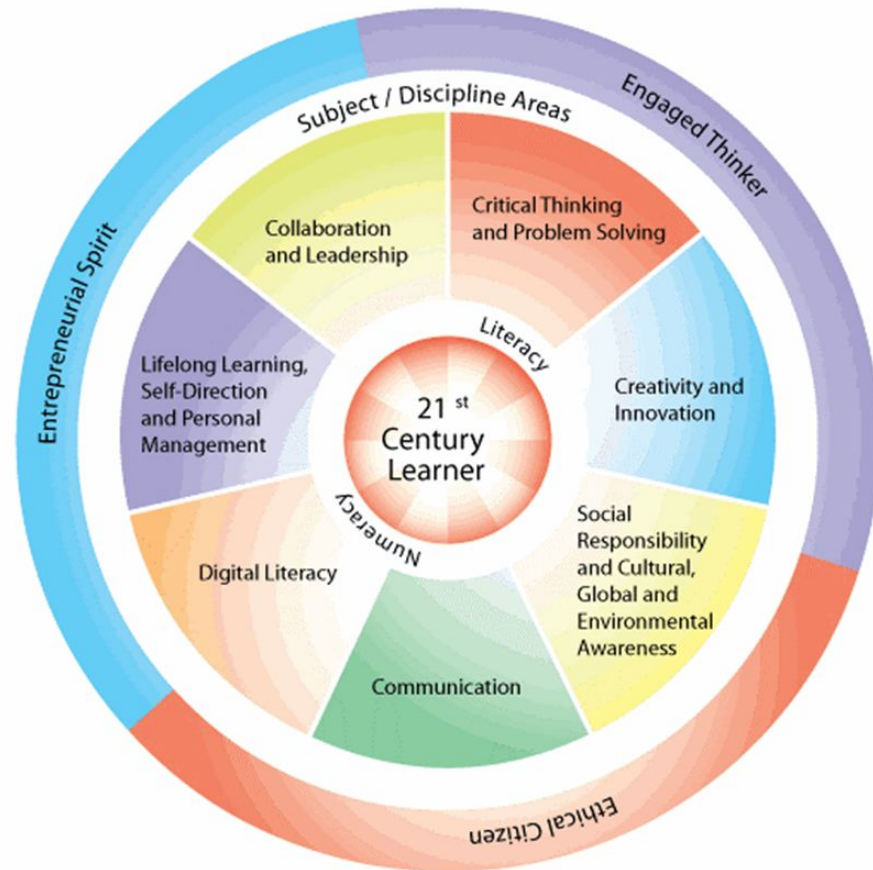 Engaged Thinker
Entrepreneurial Spirit
Ethical Citizen
Subject / Discipline Areas
Collaboration
and Leadership
Critical Thinking
and Problem Solving
Lifelong Learning,
Self-Direction
and Personal
Management
Creativity and
Innovation
Literacy
21 st
Century
Learner
Numeracy
Digital Literacy
Social
Responsibility
and Cultural,
Global and
Environmental
Awareness
Communication